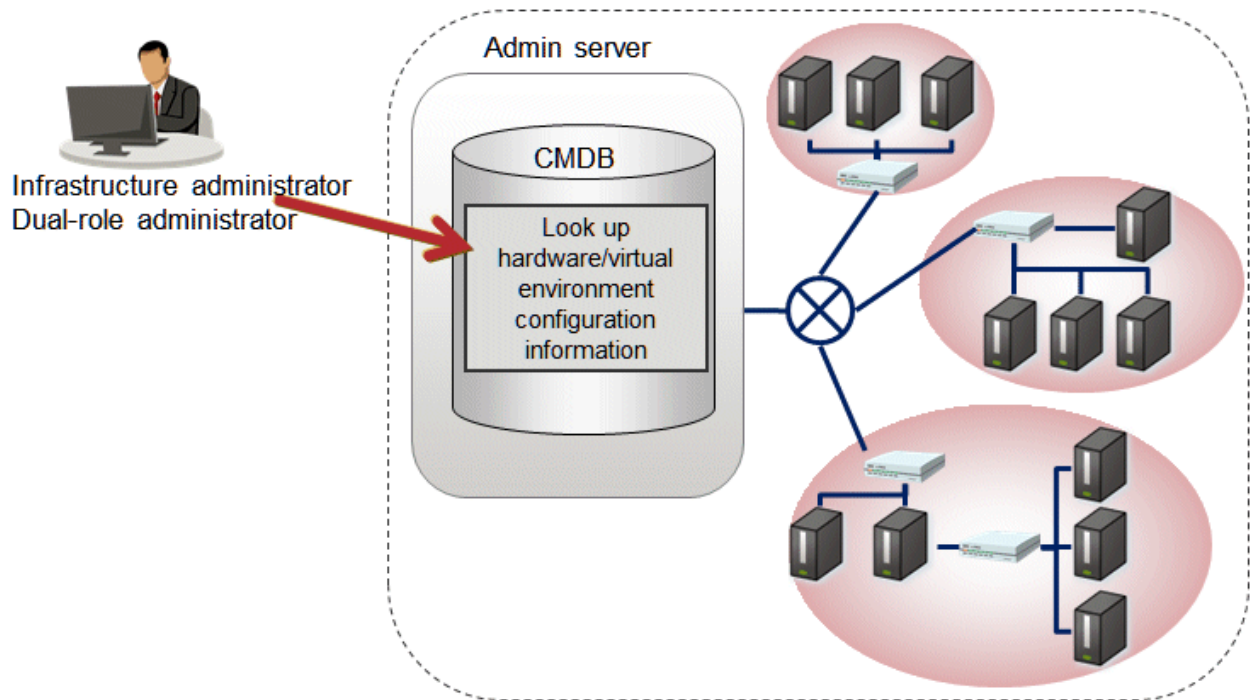 Admin server
Infrastructure administrator
Dual-role administrator
CMDB
Look up
hardware/virtual
environment
configuration
information